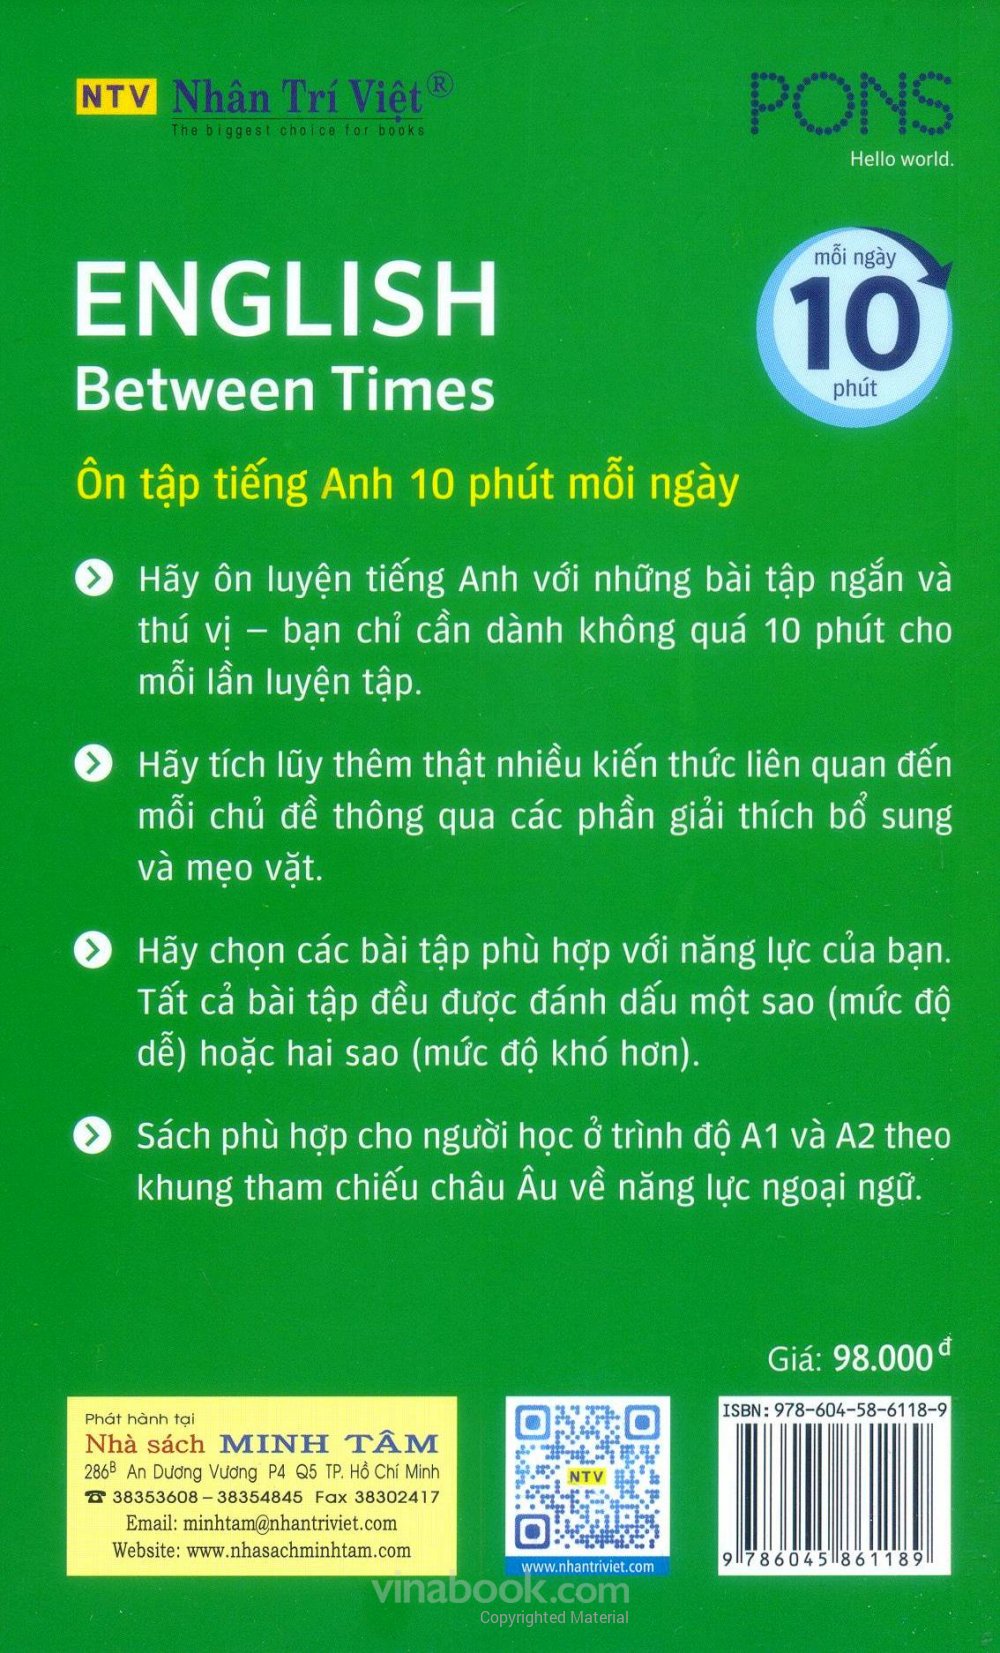 NTV Nhân Trí Việt®
The biggest choice for books
PONS
Hello world.
ENGLISH
Between Times
mỗi ngày
10
phút
Ôn tập tiếng Anh 10 phút mỗi ngày
Hãy ôn luyện tiếng Anh với những bài tập ngắn và
thú vị – bạn chỉ cần dành không quá 10 phút cho
mỗi lần luyện tập.
Hãy tích lũy thêm thật nhiều kiến thức liên quan đến
mỗi chủ đề thông qua các phần giải thích bổ sung
và mẹo vặt.
Hãy chọn các bài tập phù hợp với năng lực của bạn.
Tất cả bài tập đều được đánh dấu một sao (mức độ
dễ) hoặc hai sao (mức độ khó hơn).
Sách phù hợp cho người học ở trình độ A1 và A2 theo
khung tham chiếu châu Âu về năng lực ngoại ngữ.
Giá: 98.000đ
Phát hành tại
Nhà sách MINH TÂM
286B An Dương Vương P4 Q5 TP. Hồ Chí Minh
☎ 38353608 – 38354845 Fax 38302417
Email: minhtam@nhantriviet.com
Website: www.nhasachminhtam.com
NTV
www.nhantriviet.com
ISBN: 978-604-58-6118-9
9 786045 861189
vinabook.com
Copyrighted Material